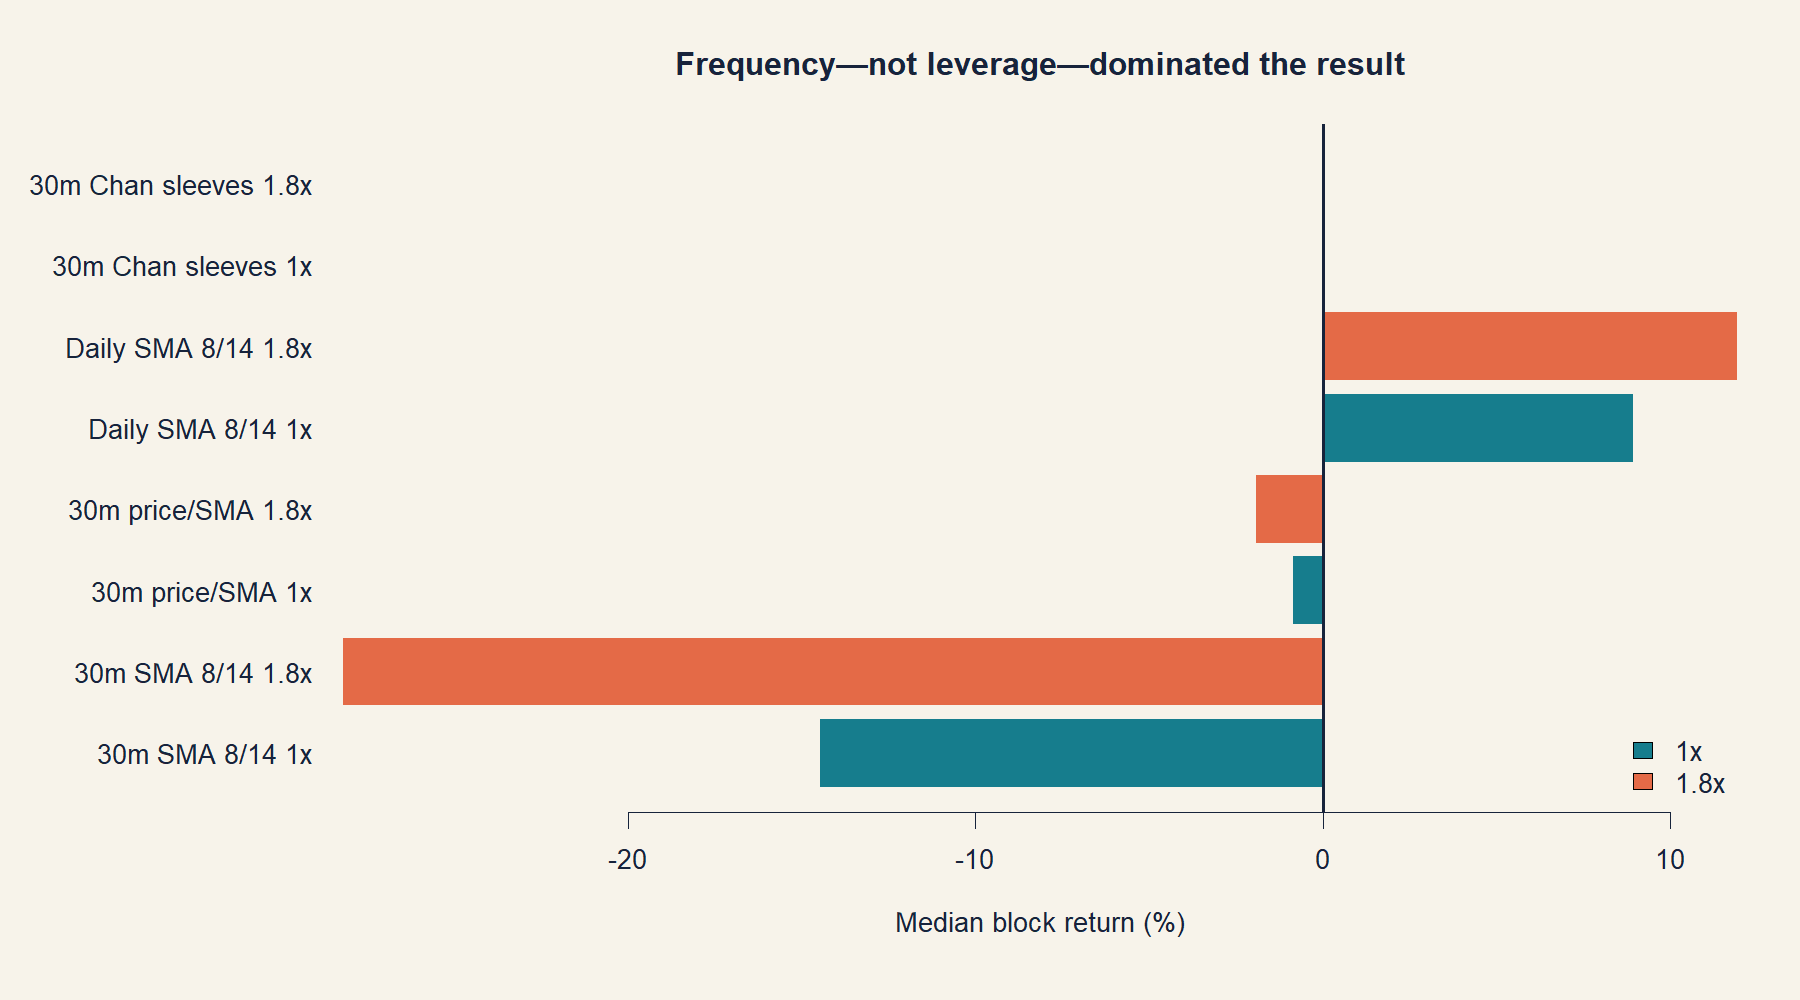 Frequency—not leverage—dominated the result
30m Chan sleeves 1.8x
30m Chan sleeves 1x
Daily SMA 8/14 1.8x
Daily SMA 8/14 1x
30m price/SMA 1.8x
30m price/SMA 1x
30m SMA 8/14 1.8x
30m SMA 8/14 1x
1x
1.8x
-20 -10 0 10
Median block return (%)